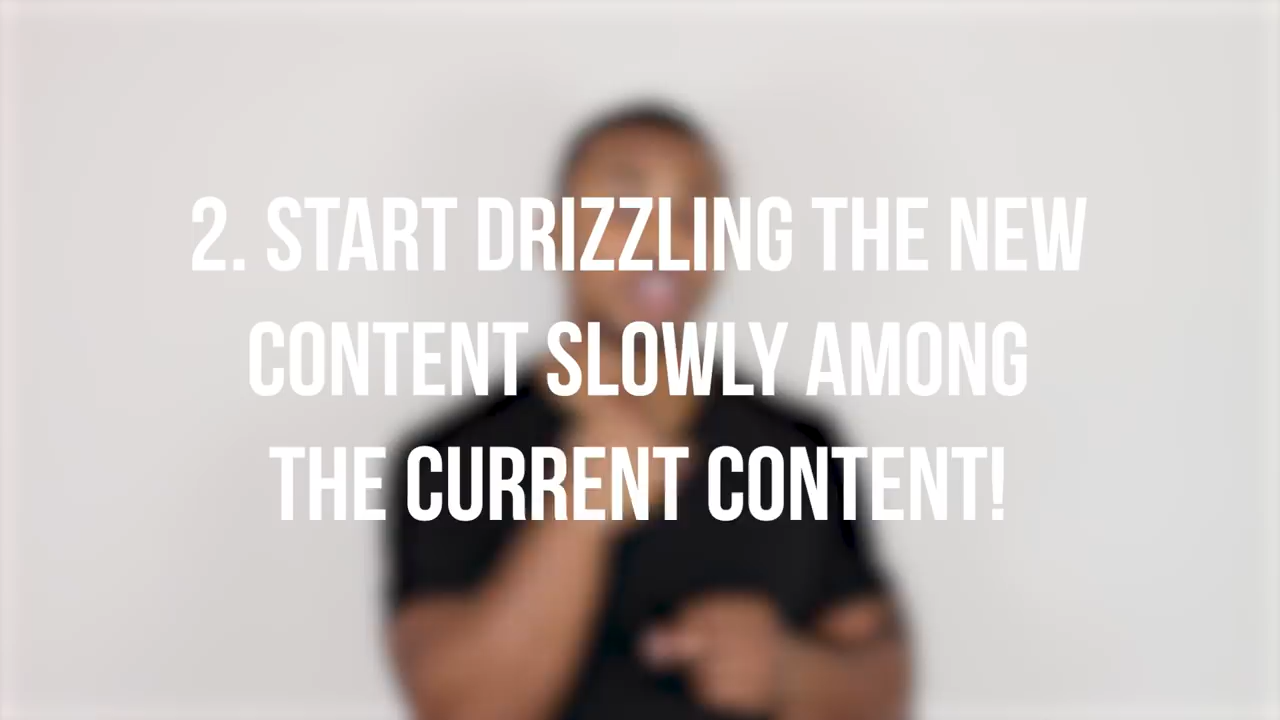 2. START DRIZZLING THE NEW
CONTENT SLOWLY AMONG
THE CURRENT CONTENT!